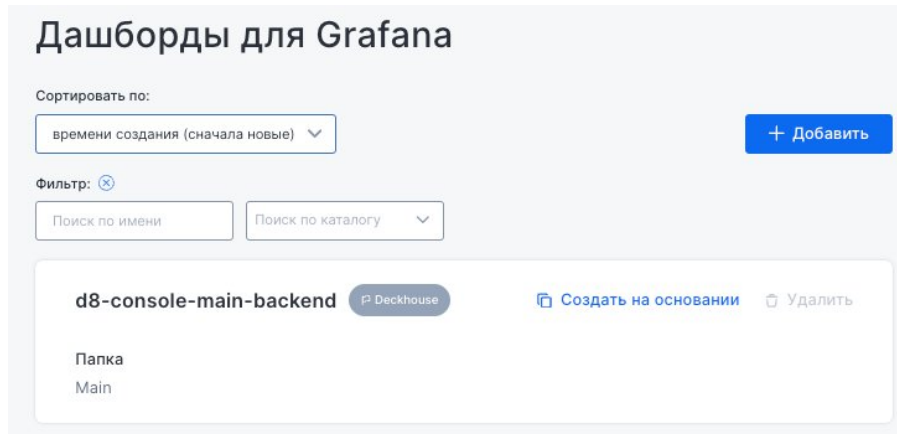 Дашборды для Grafana
Сортировать по:
времени создания (сначала новые)
+ Добавить
Фильтр:
Поиск по имени
Поиск по каталогу
d8-console-main-backend
Deckhouse
Создать на основании
Удалить
Папка
Main